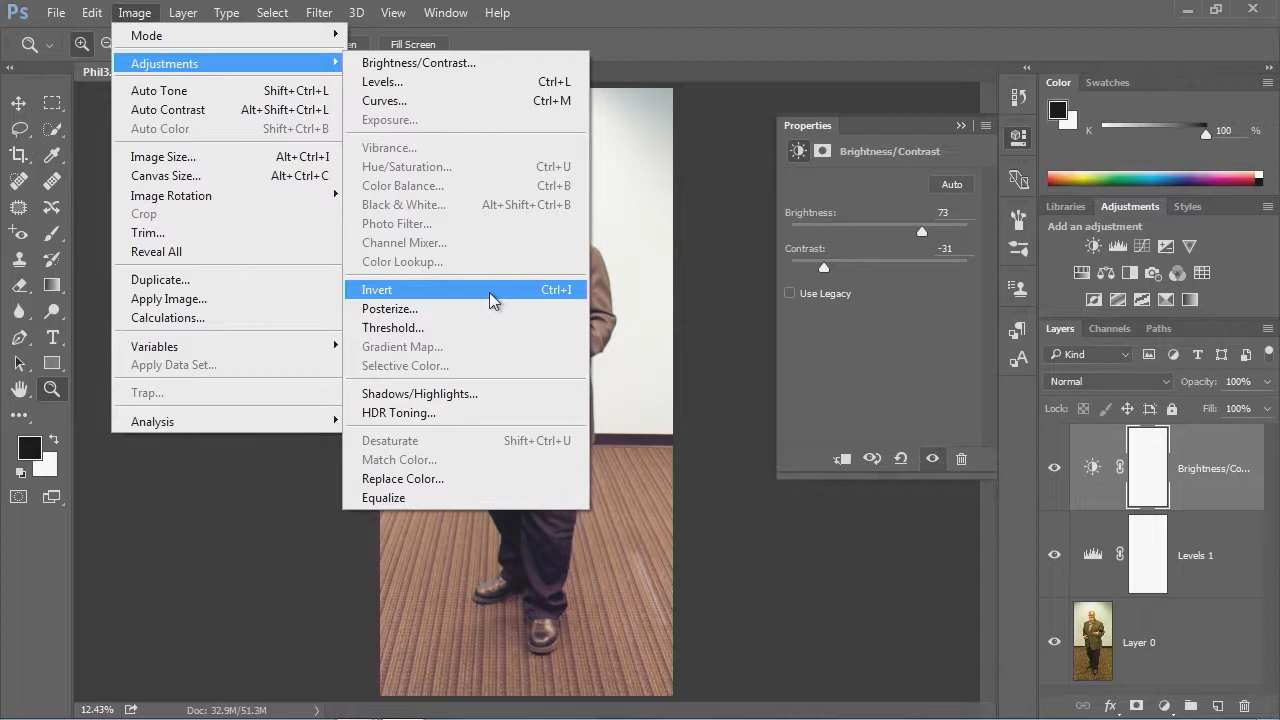 Ps File Edit Image Layer Type Select Filter 3D View Window Help
Fill Screen
Phil3.
Mode
Adjustments
Auto Tone Shift+Ctrl+L
Auto Contrast Alt+Shift+Ctrl+L
Auto Color Shift+Ctrl+B
Image Size... Alt+Ctrl+I
Canvas Size... Alt+Ctrl+C
Image Rotation
Crop
Trim...
Reveal All
Duplicate...
Apply Image...
Calculations...
Variables
Apply Data Set...
Trap...
Analysis
Brightness/Contrast...
Levels... Ctrl+L
Curves... Ctrl+M
Exposure...
Vibrance...
Hue/Saturation... Ctrl+U
Color Balance... Ctrl+B
Black & White... Alt+Shift+Ctrl+B
Photo Filter...
Channel Mixer...
Color Lookup...
Invert Ctrl+I
Posterize...
Threshold...
Gradient Map...
Selective Color...
Shadows/Highlights...
HDR Toning...
Desaturate Shift+Ctrl+U
Match Color...
Replace Color...
Equalize
Properties
Brightness/Contrast
Auto
Brightness: 73
Contrast: -31
Use Legacy
Color Swatches
K 100 %
Libraries Adjustments Styles
Add an adjustment
Layers Channels Paths
Kind
Normal Opacity: 100%
Lock: Fill: 100%
Brightness/Co...
Levels 1
Layer 0
12.43% Doc: 32.9M/51.3M